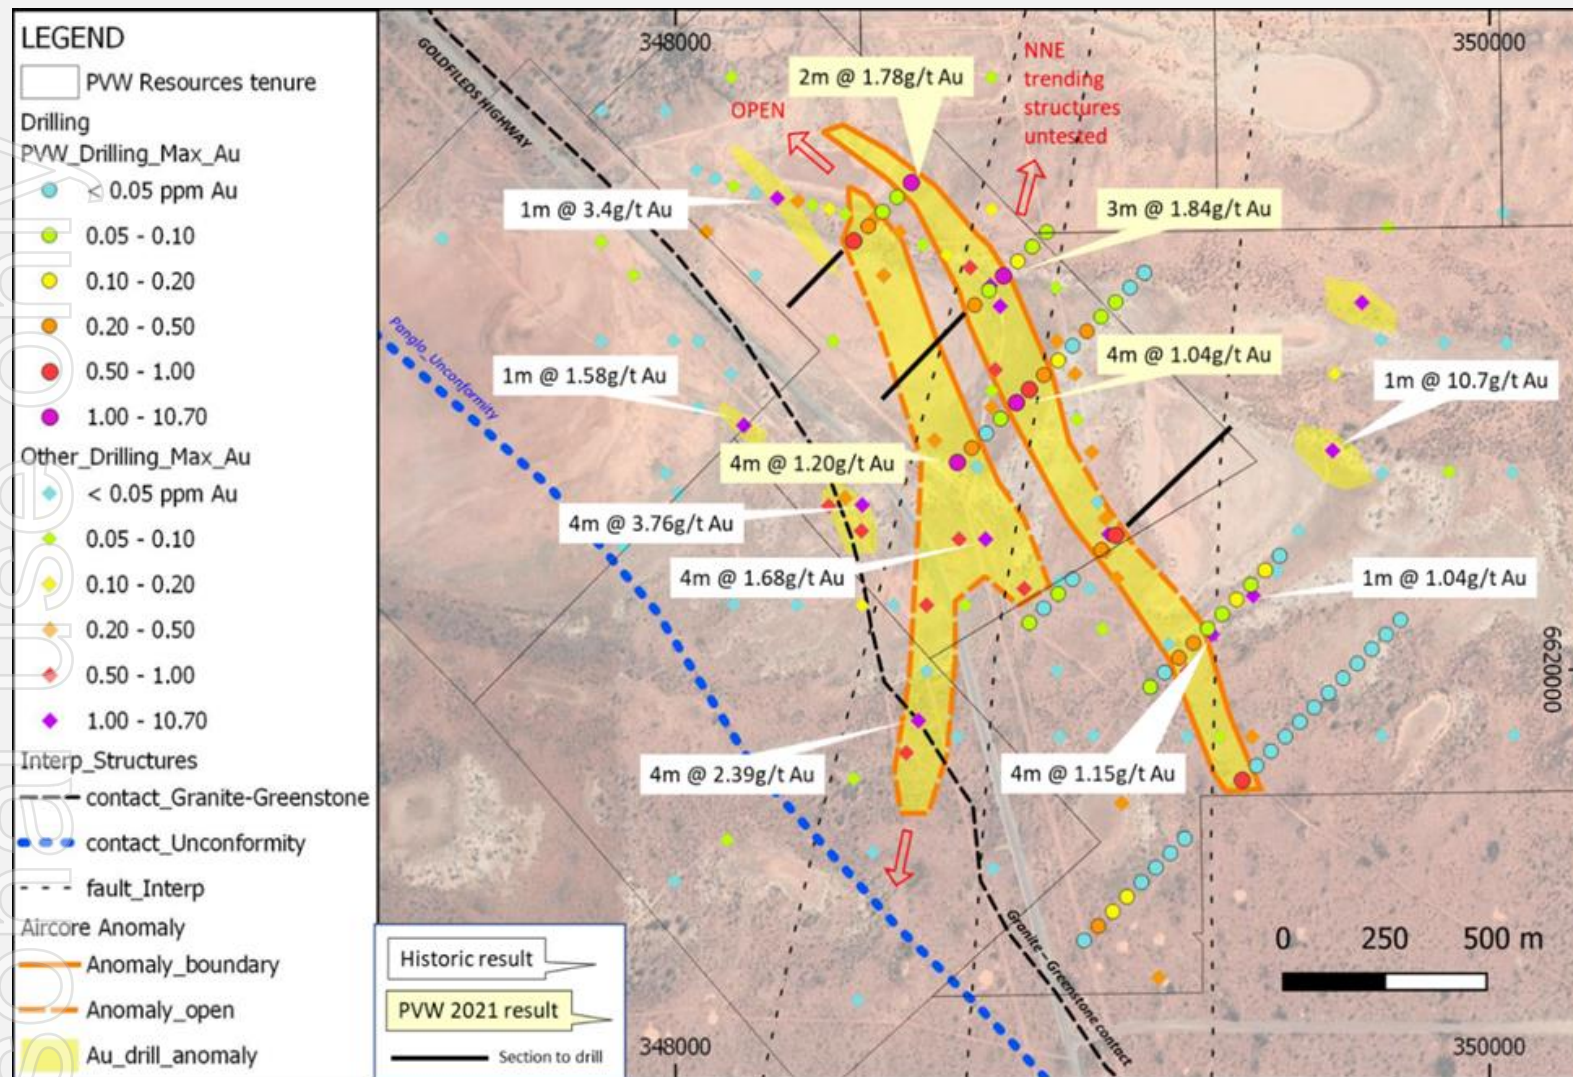 LEGEND
PVW Resources tenure
Drilling
PVW_Drilling_Max_Au
< 0.05 ppm Au
0.05 - 0.10
0.10 - 0.20
0.20 - 0.50
0.50 - 1.00
1.00 - 10.70
Other_Drilling_Max_Au
< 0.05 ppm Au
0.05 - 0.10
0.10 - 0.20
0.20 - 0.50
0.50 - 1.00
1.00 - 10.70
Interp_Structures
contact_Granite-Greenstone
contact_Unconformity
fault_Interp
Aircore Anomaly
Anomaly_boundary
Anomaly_open
Au_drill_anomaly
Historic result
PVW 2021 result
Section to drill
348000
350000
GOLDFILEDS HIGHWAY
OPEN
2m @ 1.78g/t Au
NNE
trending
structures
untested
1m @ 3.4g/t Au
3m @ 1.84g/t Au
Panglo_Unconformity
1m @ 1.58g/t Au
4m @ 1.04g/t Au
1m @ 10.7g/t Au
4m @ 1.20g/t Au
4m @ 3.76g/t Au
4m @ 1.68g/t Au
1m @ 1.04g/t Au
6620000
4m @ 2.39g/t Au
4m @ 1.15g/t Au
Granite - Greenstone contact
0 250 500 m
348000
350000
sonal use only